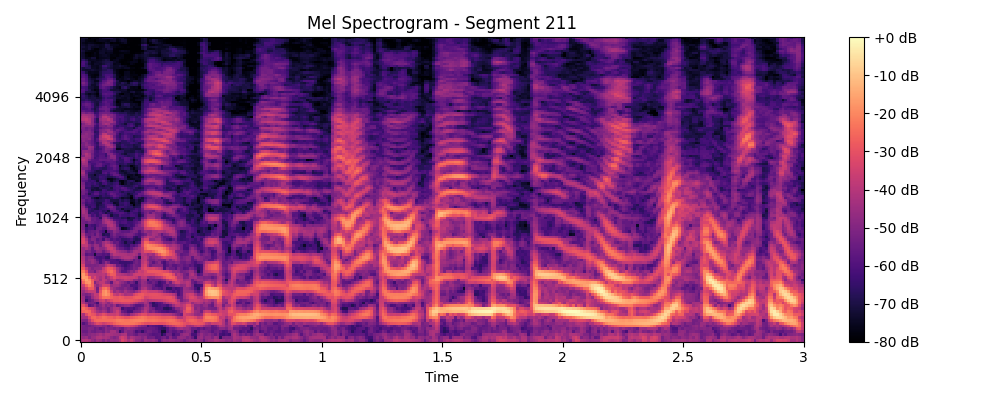 Mel Spectrogram - Segment 211
Frequency
4096
2048
1024
512
0
0
0.5
1
1.5
2
2.5
3
Time
+0 dB
-10 dB
-20 dB
-30 dB
-40 dB
-50 dB
-60 dB
-70 dB
-80 dB